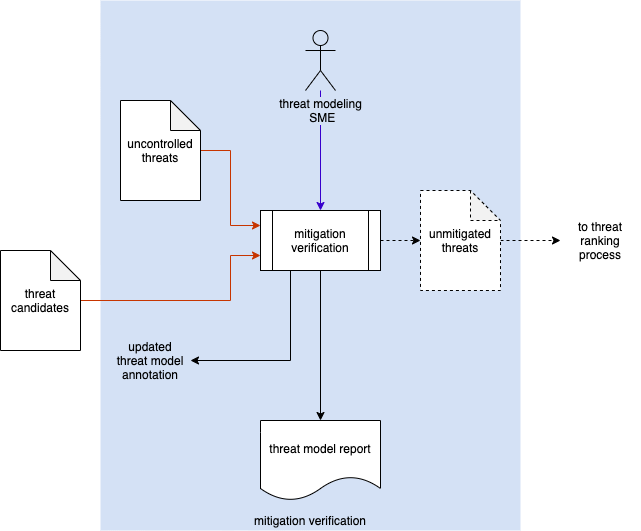 threat modeling
SME
uncontrolled
threats
mitigation
verification
unmitigated
threats
to threat
ranking
process
threat
candidates
updated
threat model
annotation
threat model report
mitigation verification